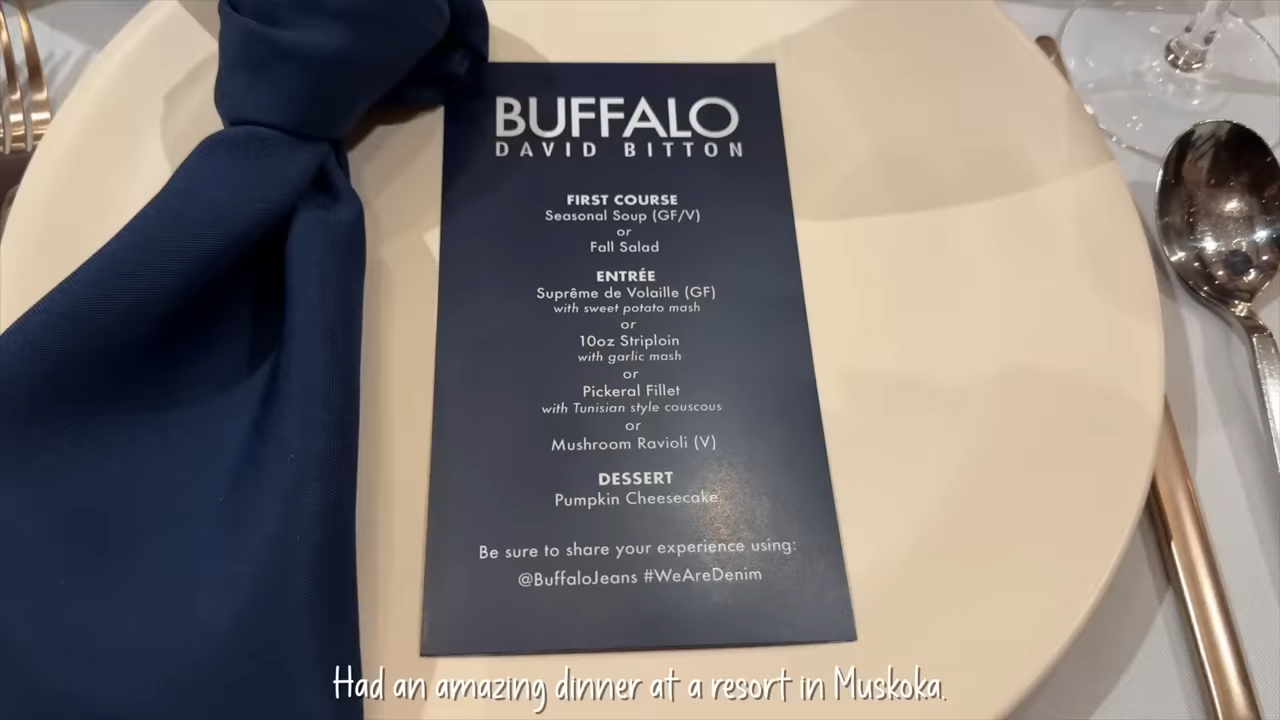 BUFFALO
DAVID BITTON
FIRST COURSE
Seasonal Soup (GF/V)
or
Fall Salad
ENTRÉE
Suprême de Volaille (GF)
with sweet potato mash
or
10oz Striploin
with garlic mash
or
Pickeral Fillet
with Tunisian style couscous
or
Mushroom Ravioli (V)
DESSERT
Pumpkin Cheesecake
Be sure to share your experience using:
@BuffaloJeans #WeAreDenim
Had an amazing dinner at a resort in Muskoka.